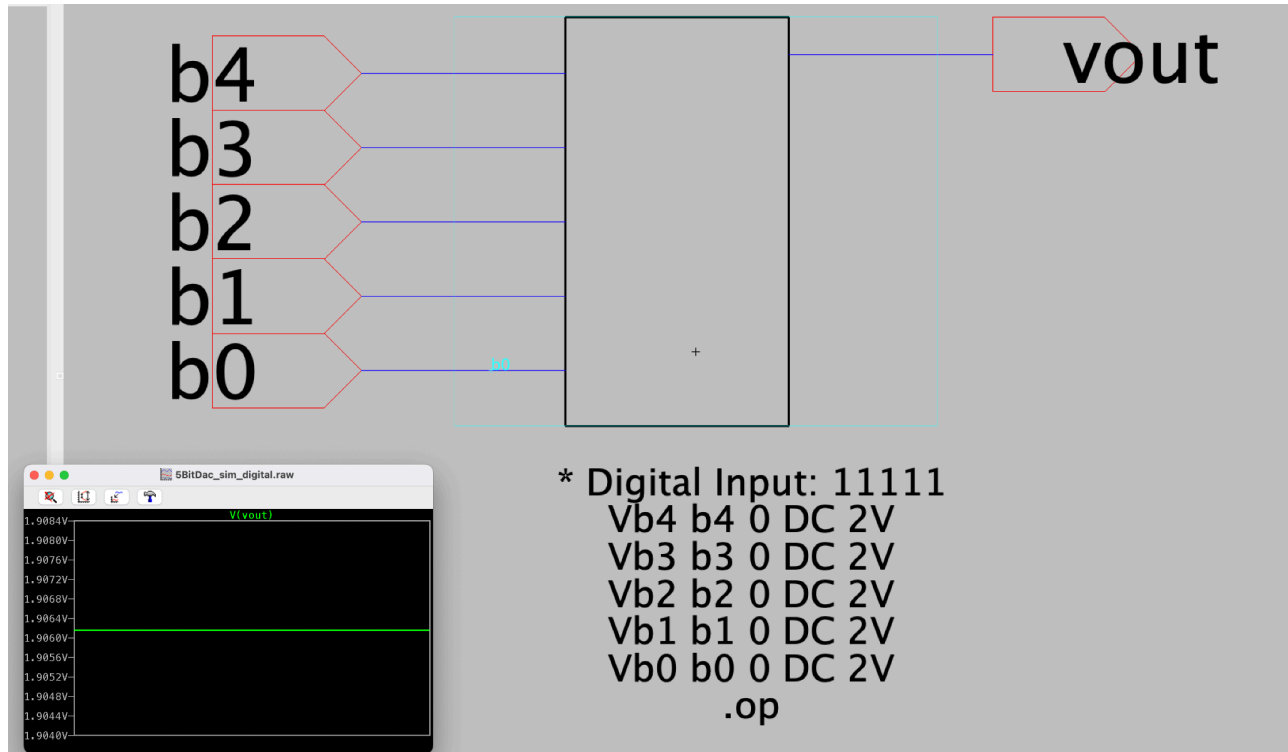 b4
vout
b3
b2
b1
b0
b0
* Digital Input: 11111
Vb4 b4 0 DC 2V
Vb3 b3 0 DC 2V
Vb2 b2 0 DC 2V
Vb1 b1 0 DC 2V
Vb0 b0 0 DC 2V
.op
5BitDac_sim_digital.raw
V(vout)
1.9084V
1.9080V
1.9076V
1.9072V
1.9068V
1.9064V
1.9060V
1.9056V
1.9052V
1.9048V
1.9044V
1.9040V